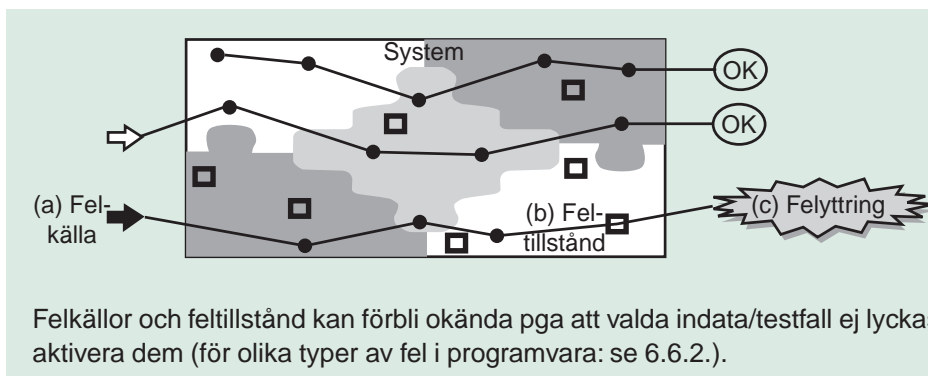 System
OK
OK
(a) Fel-
källa
(b) Fel-
tillstånd
(c) Felyttring
Felkällor och feltillstånd kan förbli okända pga att valda indata/testfall ej lyckas
aktivera dem (för olika typer av fel i programvara: se 6.6.2.).